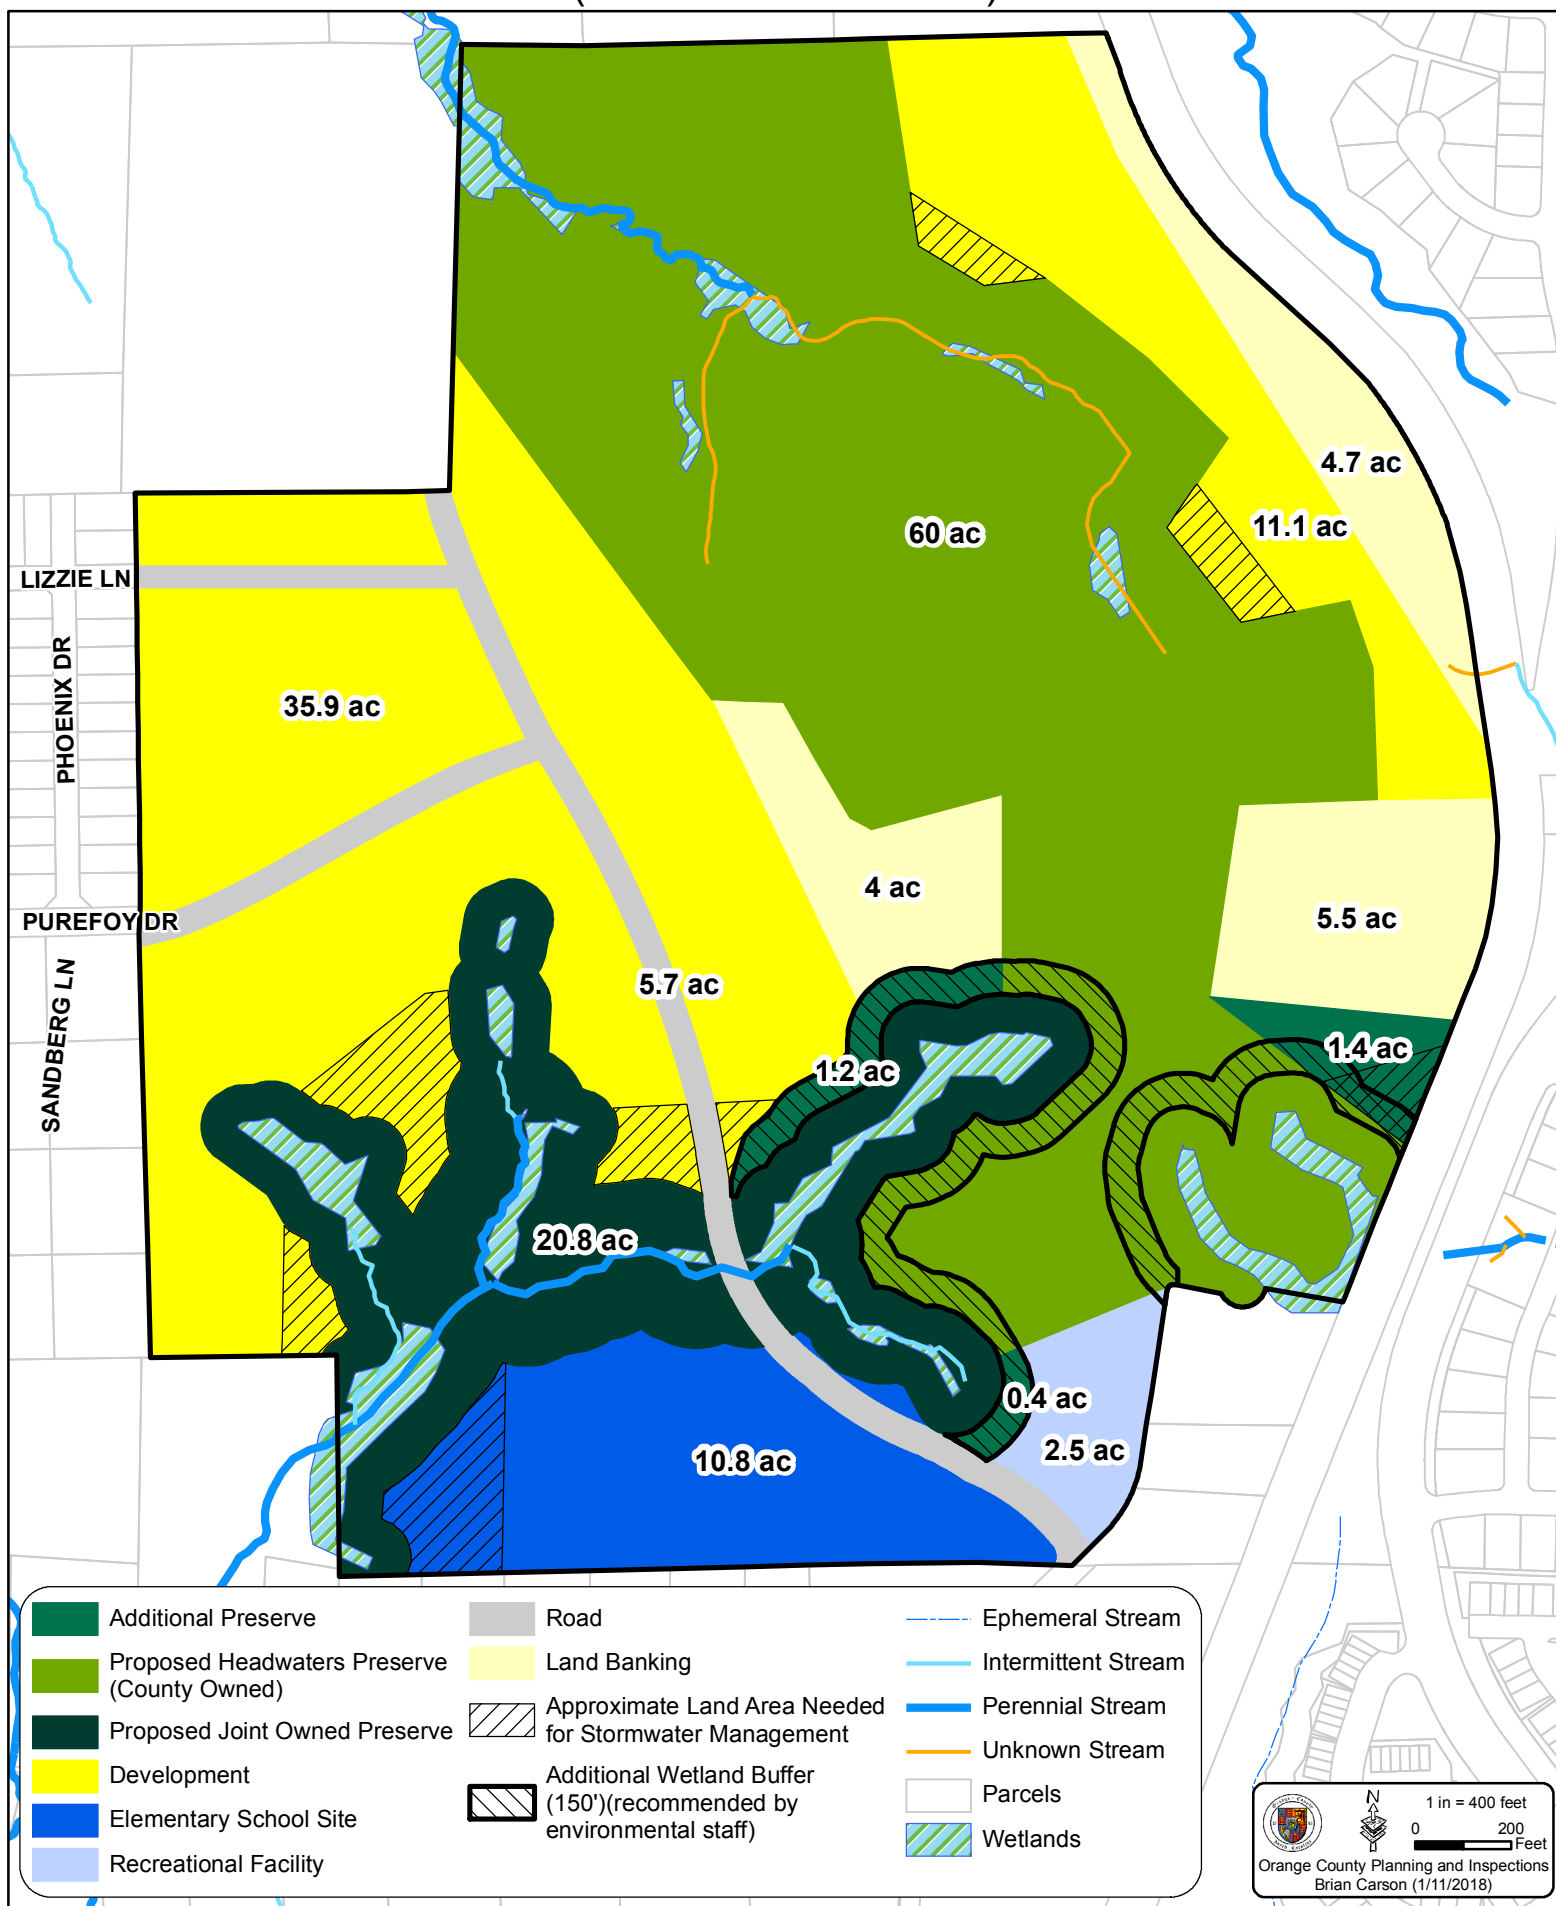 4.7 ac
11.1 ac
60 ac
LIZZIE LN
PHOENIX DR
35.9 ac
4 ac
5.5 ac
PUREFOY DR
SANDBERG LN
5.7 ac
1.2 ac
1.4 ac
20.8 ac
0.4 ac
2.5 ac
10.8 ac
Additional Preserve
Proposed Headwaters Preserve
(County Owned)
Proposed Joint Owned Preserve
Development
Elementary School Site
Recreational Facility
Road
Land Banking
Approximate Land Area Needed
for Stormwater Management
Additional Wetland Buffer
(150')(recommended by
environmental staff)
Ephemeral Stream
Intermittent Stream
Perennial Stream
Unknown Stream
Parcels
Wetlands
N
1 in = 400 feet
0 200
Feet
Orange County Planning and Inspections
Brian Carson (1/11/2018)